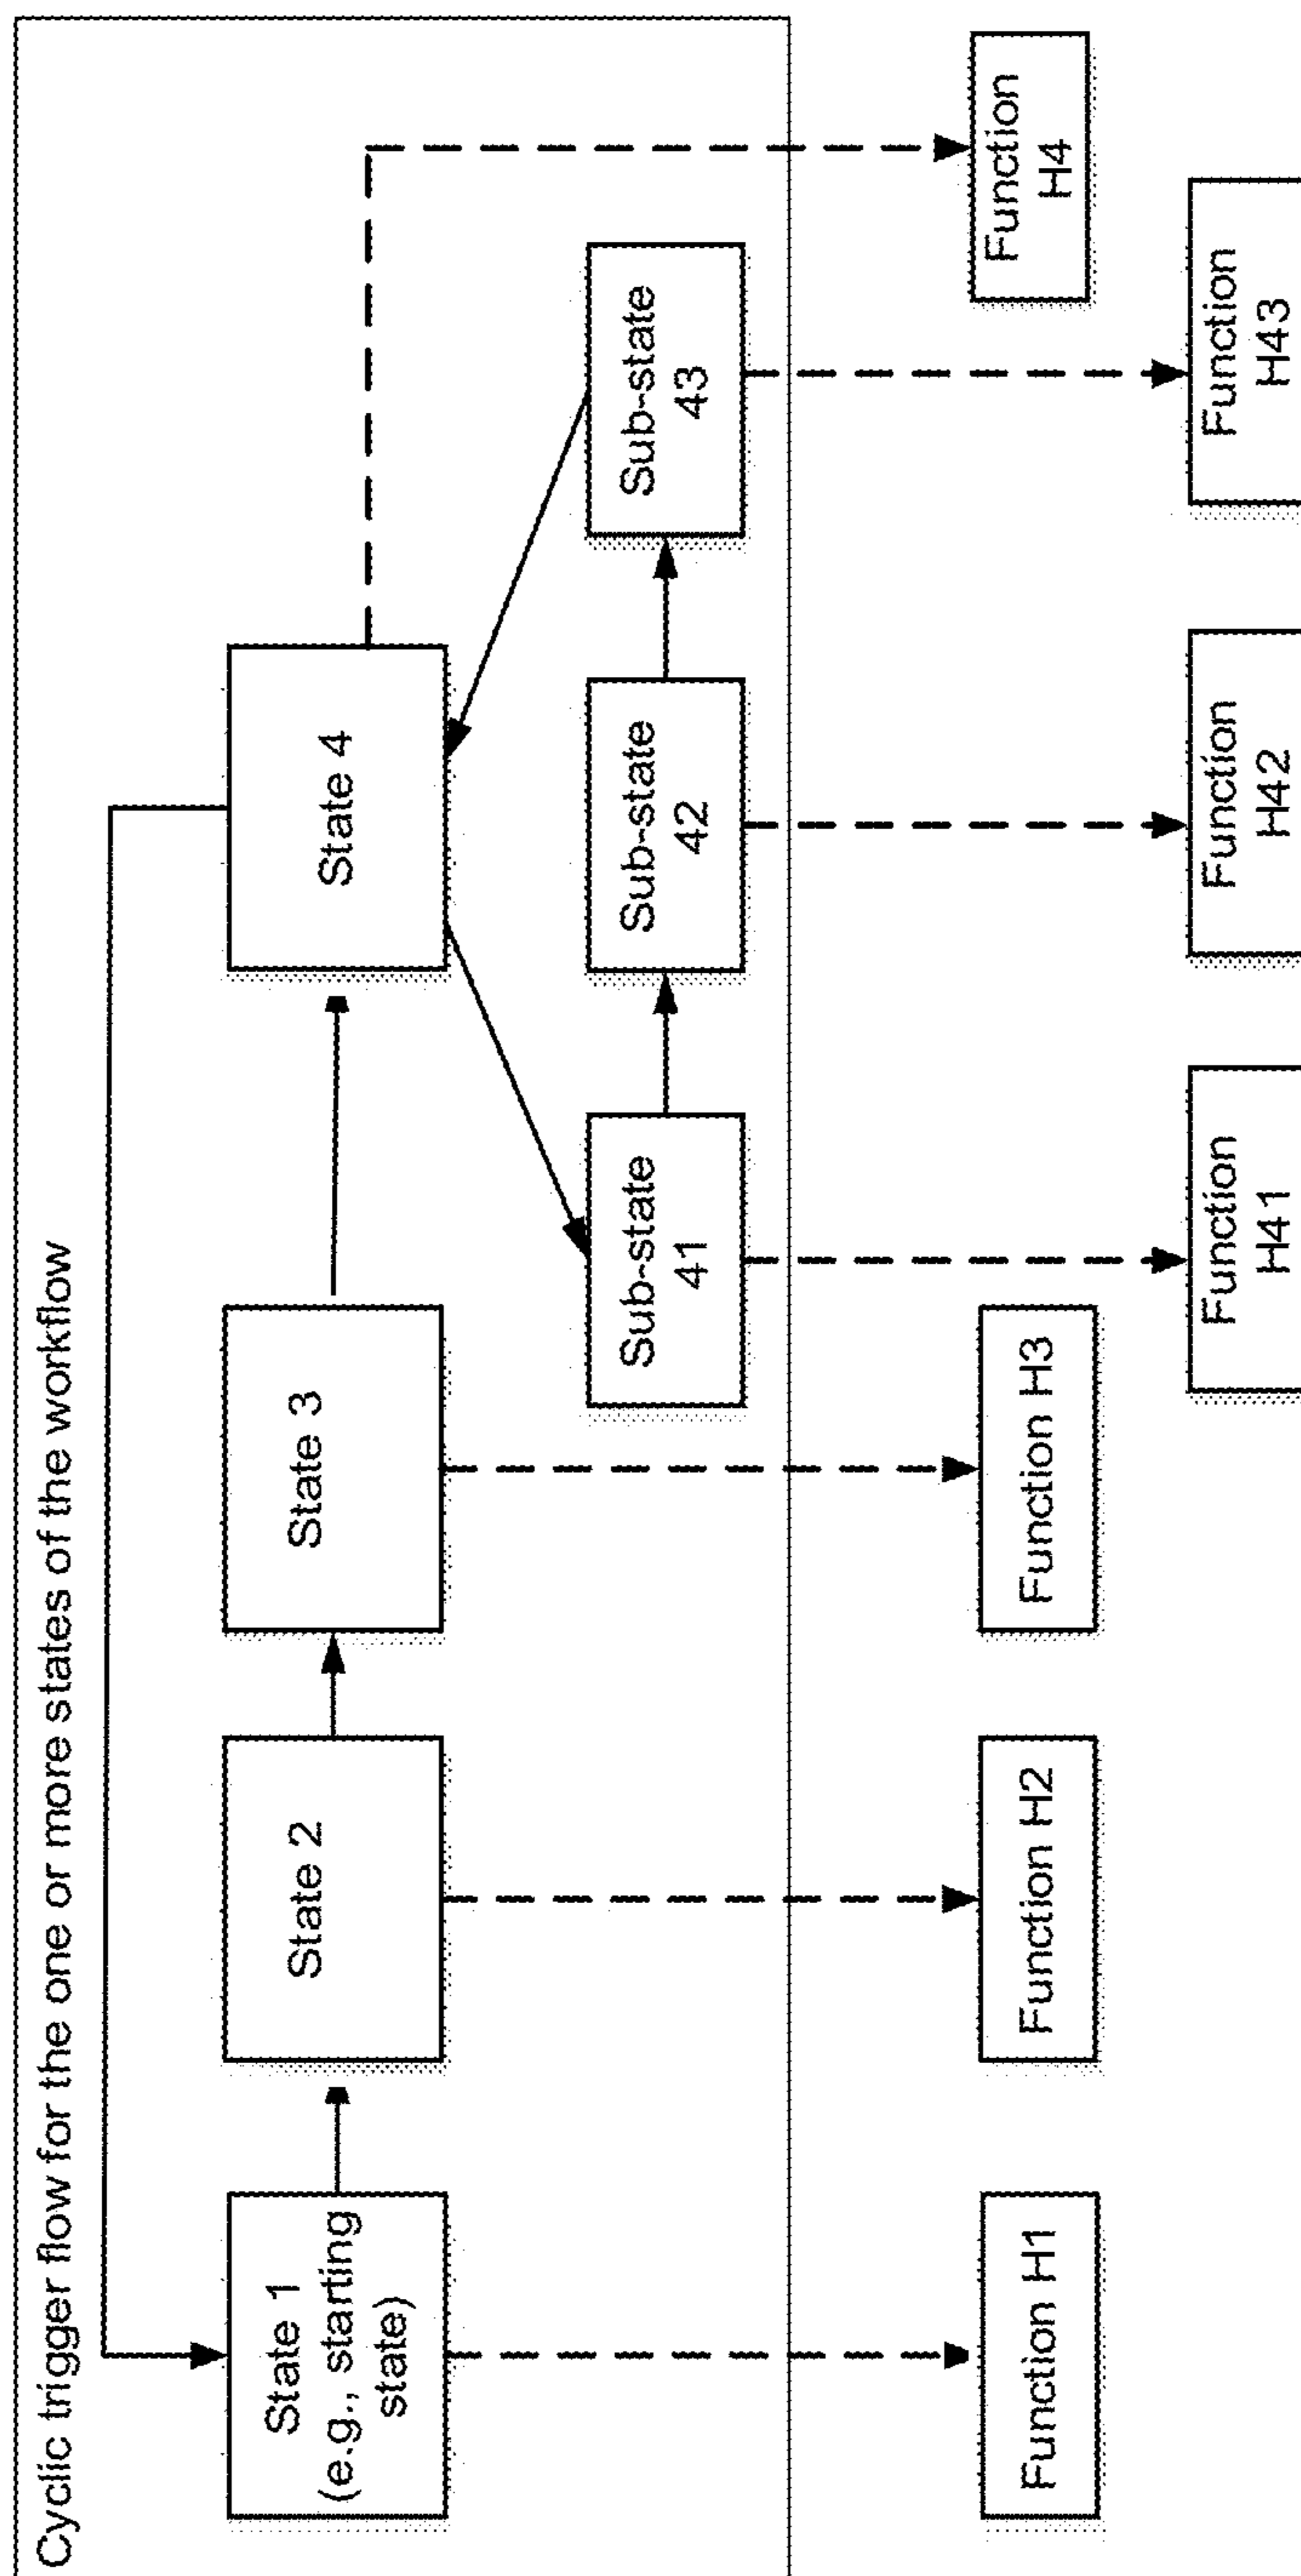 Cyclic trigger flow for the one or more states of the workflow
State 1
(e.g., starting
state)
State 2
State 3
State 4
Sub-state
41
Sub-state
42
Sub-state
43
Function H1
Function H2
Function H3
Function
H4
Function
H41
Function
H42
Function
H43